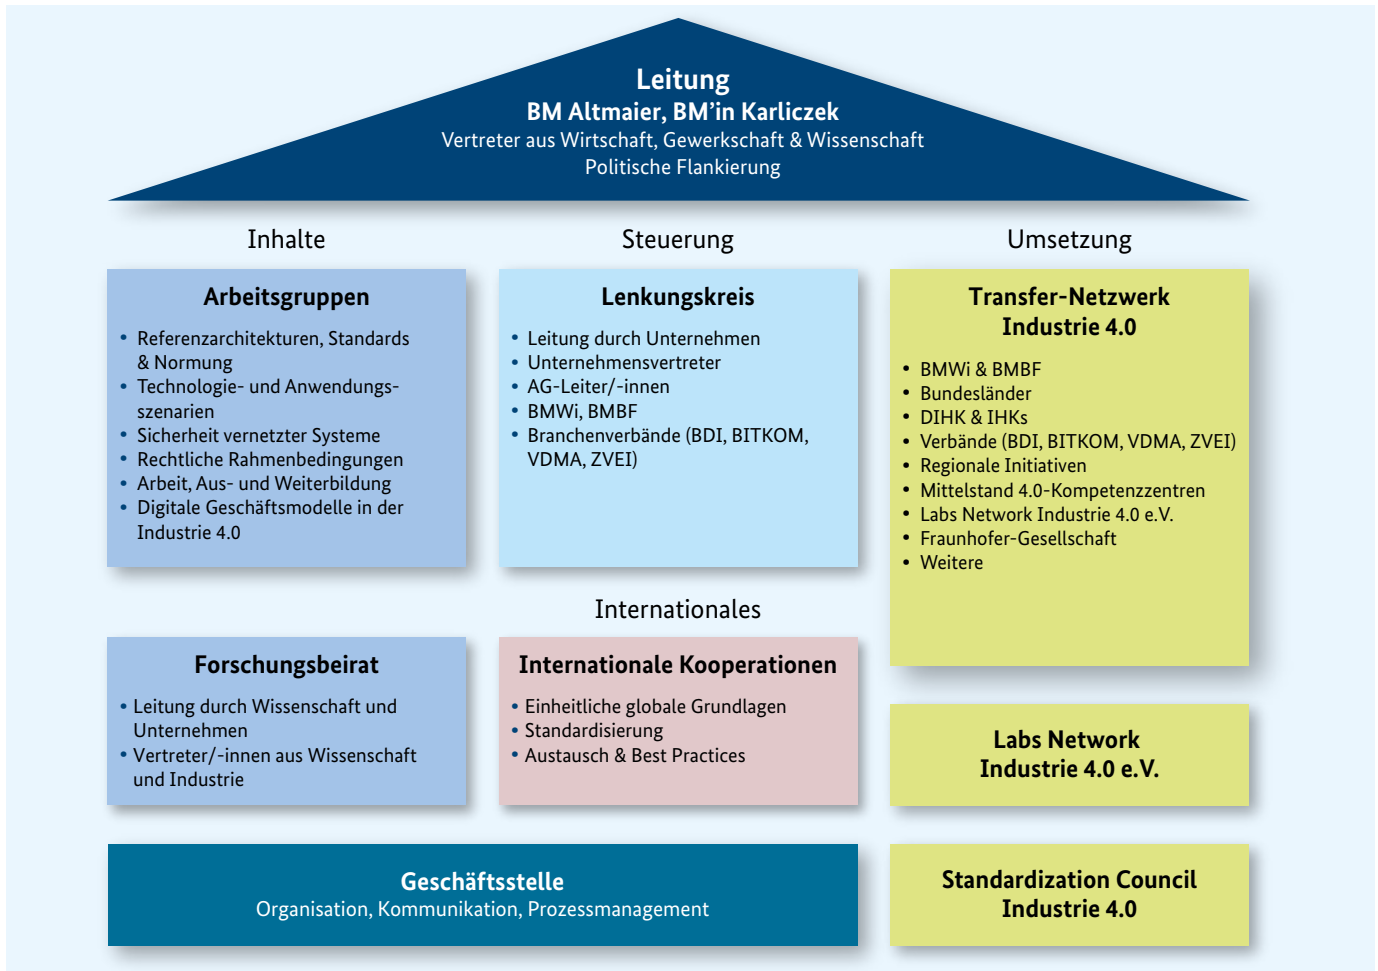 Leitung
BM Altmaier, BM’in Karliczek
Vertreter aus Wirtschaft, Gewerkschaft & Wissenschaft
Politische Flankierung
Inhalte
Arbeitsgruppen
• Referenzarchitekturen, Standards
& Normung
• Technologie- und Anwendungs-
szenarien
• Sicherheit vernetzter Systeme
• Rechtliche Rahmenbedingungen
• Arbeit, Aus- und Weiterbildung
• Digitale Geschäftsmodelle in der
Industrie 4.0
Forschungsbeirat
• Leitung durch Wissenschaft und
Unternehmen
• Vertreter/-innen aus Wissenschaft
und Industrie
Steuerung
Lenkungskreis
• Leitung durch Unternehmen
• Unternehmensvertreter
• AG-Leiter/-innen
• BMWi, BMBF
• Branchenverbände (BDI, BITKOM,
VDMA, ZVEI)
Internationales
Internationale Kooperationen
• Einheitliche globale Grundlagen
• Standardisierung
• Austausch & Best Practices
Umsetzung
Transfer-Netzwerk
Industrie 4.0
• BMWi & BMBF
• Bundesländer
• DIHK & IHKs
• Verbände (BDI, BITKOM, VDMA, ZVEI)
• Regionale Initiativen
• Mittelstand 4.0-Kompetenzzentren
• Labs Network Industrie 4.0 e.V.
• Fraunhofer-Gesellschaft
• Weitere
Labs Network
Industrie 4.0 e.V.
Geschäftsstelle
Organisation, Kommunikation, Prozessmanagement
Standardization Council
Industrie 4.0